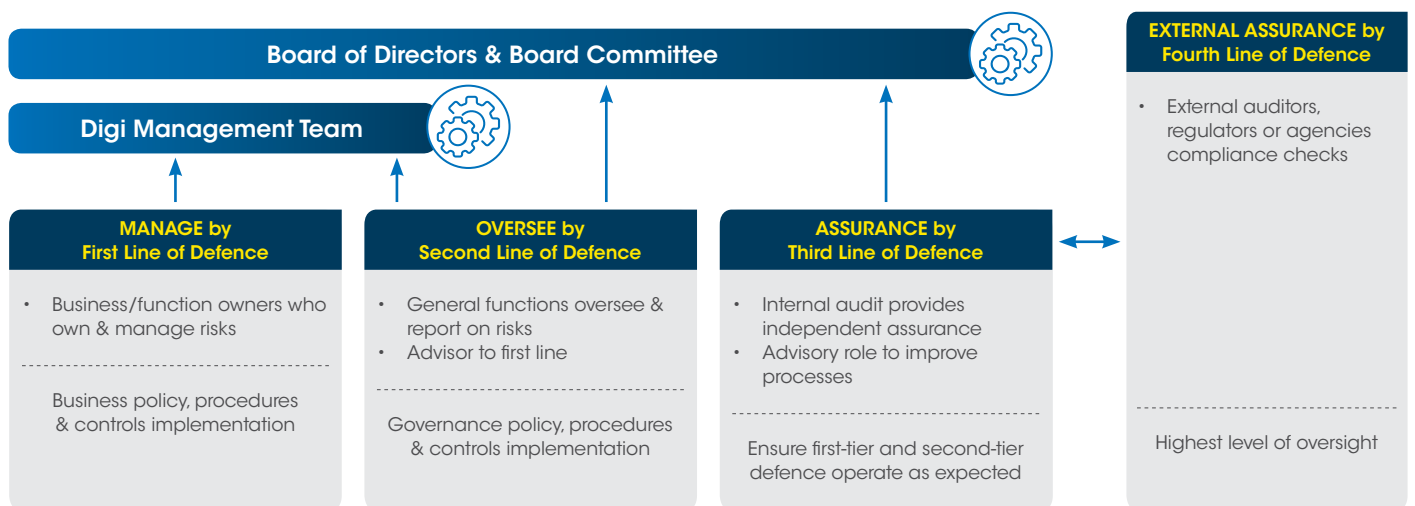 Board of Directors & Board Committee
Digi Management Team
MANAGE by
First Line of Defence
• Business/function owners who
own & manage risks
Business policy, procedures
& controls implementation
OVERSEE by
Second Line of Defence
• General functions oversee &
report on risks
• Advisor to first line
Governance policy, procedures
& controls implementation
ASSURANCE by
Third Line of Defence
• Internal audit provides
independent assurance
• Advisory role to improve
processes
Ensure first-tier and second-tier
defence operate as expected
EXTERNAL ASSURANCE by
Fourth Line of Defence
• External auditors,
regulators or agencies
compliance checks
Highest level of oversight